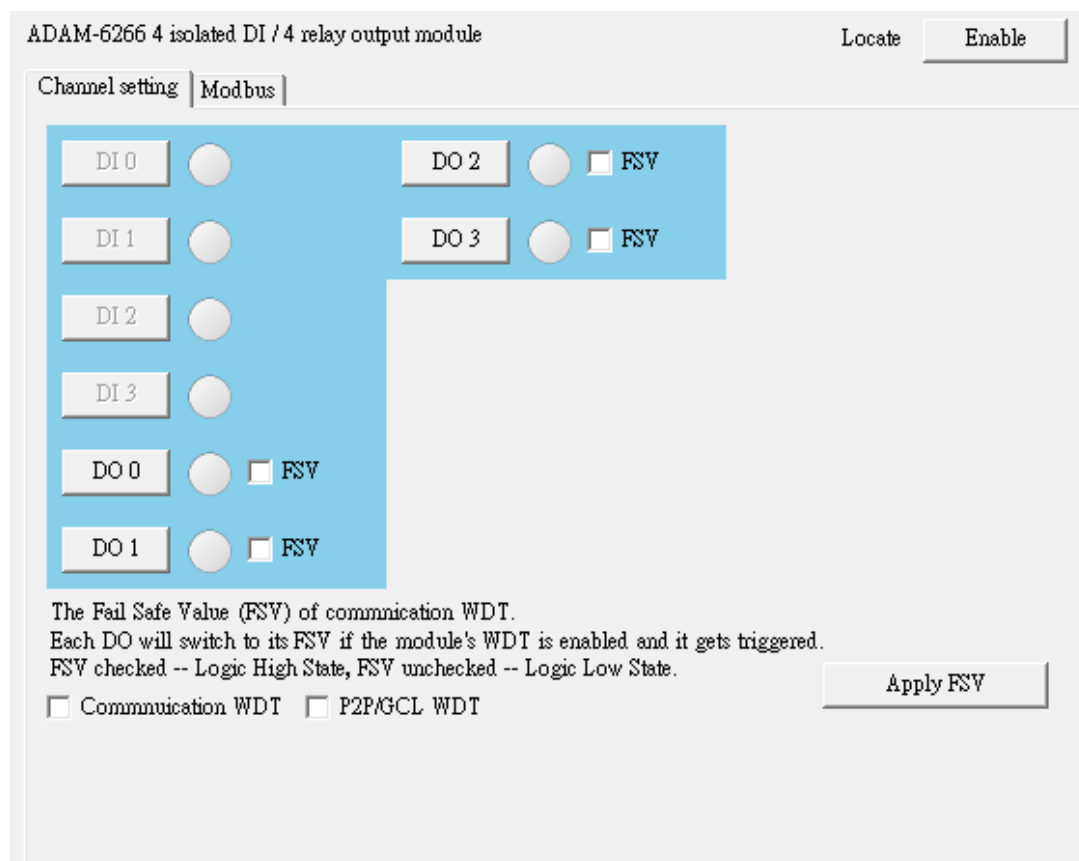 ADAM-6266 4 isolated DI / 4 relay output module
Locate
Enable
Channel setting
Modbus
DI 0
DO 2
FSV
DI 1
DO 3
FSV
DI 2
DI 3
DO 0
FSV
DO 1
FSV
The Fail Safe Value (FSV) of commnication WDT.
Each DO will switch to its FSV if the module's WDT is enabled and it gets triggered.
FSV checked -- Logic High State, FSV unchecked -- Logic Low State.
Apply FSV
Commnuication WDT
P2P/GCL WDT